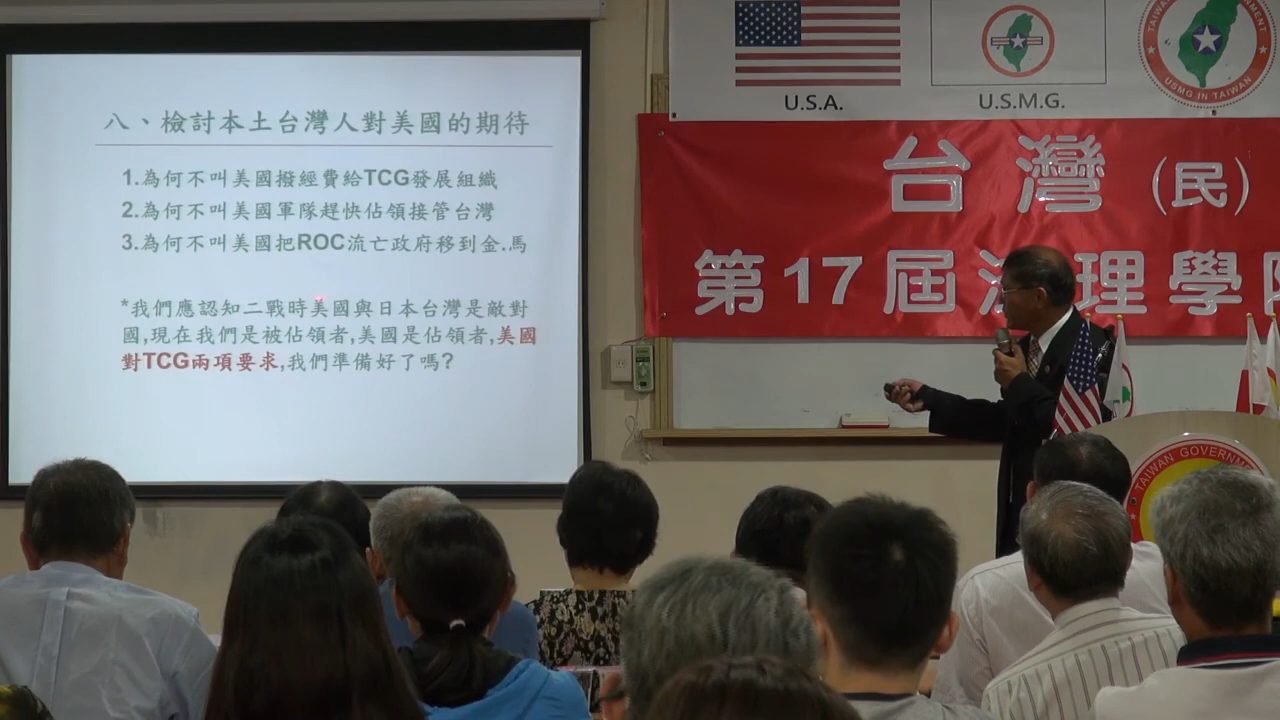 八、檢討本土台灣人對美國的期待
1.為何不叫美國撥經費給TCG發展組織
2.為何不叫美國軍隊趕快佔領接管台灣
3.為何不叫美國把ROC流亡政府移到金.馬
*我們應認知二戰時美國與日本台灣是敵對
國,現在我們是被佔領者,美國是佔領者,美國
對TCG兩項要求,我們準備好了嗎?
U.S.A.
U.S.M.G.
USMG IN TAIWAN
台灣(民)
第17屆法理學
TAIWAN GOVERNMENT